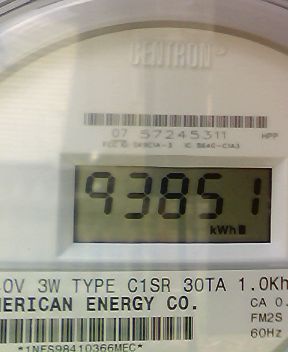 CENTRON
07 57245311 HPP
93851
kWh
0V 3W TYPE C1SR 30TA 1.0Kh
MERICAN ENERGY CO.
CA 0.
FM2S
60Hz
*1NES98410366MEC*